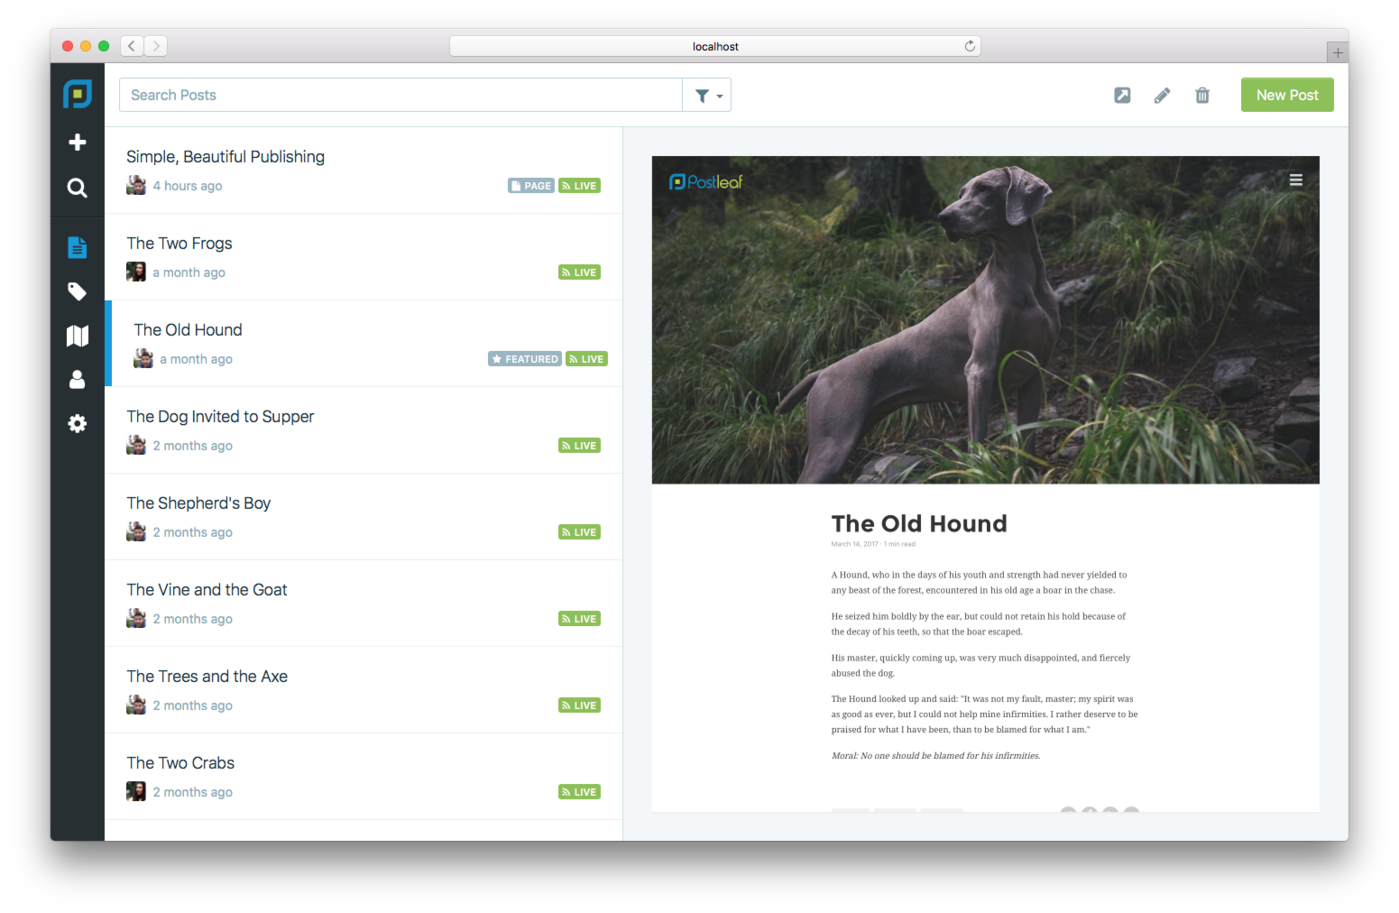 localhost
Search Posts
New Post
Simple, Beautiful Publishing
4 hours ago
PAGE
LIVE
The Two Frogs
a month ago
LIVE
The Old Hound
a month ago
FEATURED
LIVE
The Dog Invited to Supper
2 months ago
LIVE
The Shepherd's Boy
2 months ago
LIVE
The Vine and the Goat
2 months ago
LIVE
The Trees and the Axe
2 months ago
LIVE
The Two Crabs
2 months ago
LIVE
Postleaf
The Old Hound
March 14, 2017 · 1 min read
A Hound, who in the days of his youth and strength had never yielded to
any beast of the forest, encountered in his old age a boar in the chase.
He seized him boldly by the ear, but could not retain his hold because of
the decay of his teeth, so that the boar escaped.
His master, quickly coming up, was very much disappointed, and fiercely
abused the dog.
The Hound looked up and said: "It was not my fault, master; my spirit was
as good as ever, but I could not help mine infirmities. I rather deserve to be
praised for what I have been, than to be blamed for what I am."
Moral: No one should be blamed for his infirmities.